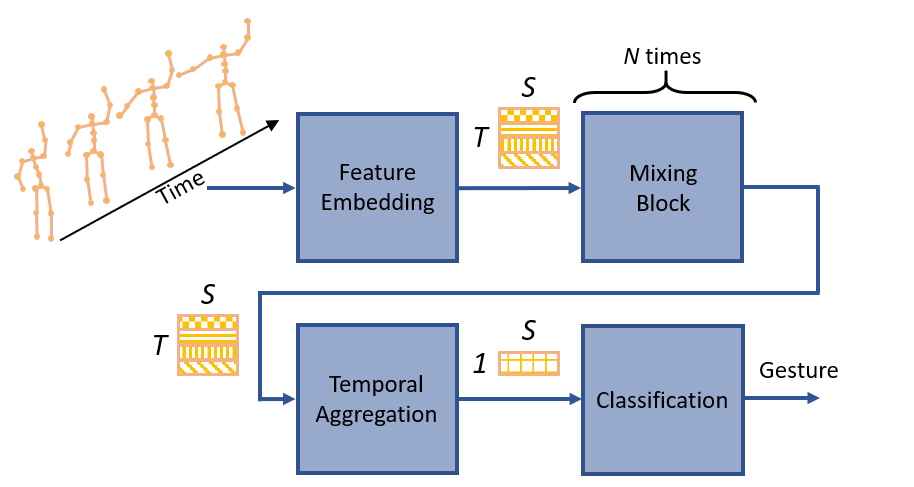 N times
S
T
Feature
Embedding
Mixing
Block
Time
S
T
S
1
Temporal
Aggregation
Classification
Gesture